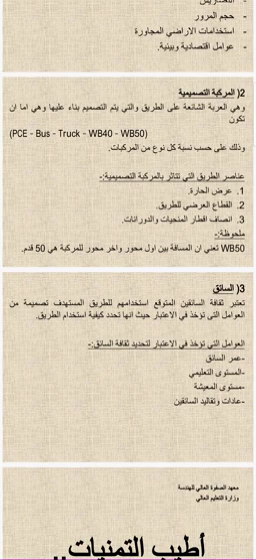 - التضاريس
- حجم المرور
- استخدامات الاراضي المجاورة
- عوامل اقتصادية وبيئية.
2) المركبة التصميمية
وهي العربة الشائعة على الطريق والتي يتم التصميم بناء عليها وهي اما ان
تكون
(PCE - Bus - Truck - WB40 - WB50)
وذلك على حسب نسبة كل نوع من المركبات.
عناصر الطريق التي تتاثر بالمركبة التصميمية:-
1. عرض الحارة.
2. القطاع العرضي للطريق.
3. انصاف اقطار المنحنيات والدورانات.
ملحوظة:-
WB50 تعني ان المسافة بين اول محور واخر محور للمركبة هي 50 قدم.
3) السائق
تعتبر ثقافة السائقين المتوقع استخدامهم للطريق المستهدف تصميمة من
العوامل التي تؤخذ في الاعتبار حيث انها تحدد كيفية استخدام الطريق.
العوامل التي تؤخذ في الاعتبار لتحديد ثقافة السائق:-
-عمر السائق
-المستوى التعليمي
-مستوى المعيشة
-عادات وتقاليد السائقين
معهد الصفوة العالي للهندسة
وزارة التعليم العالي
أطيب التمنيات..